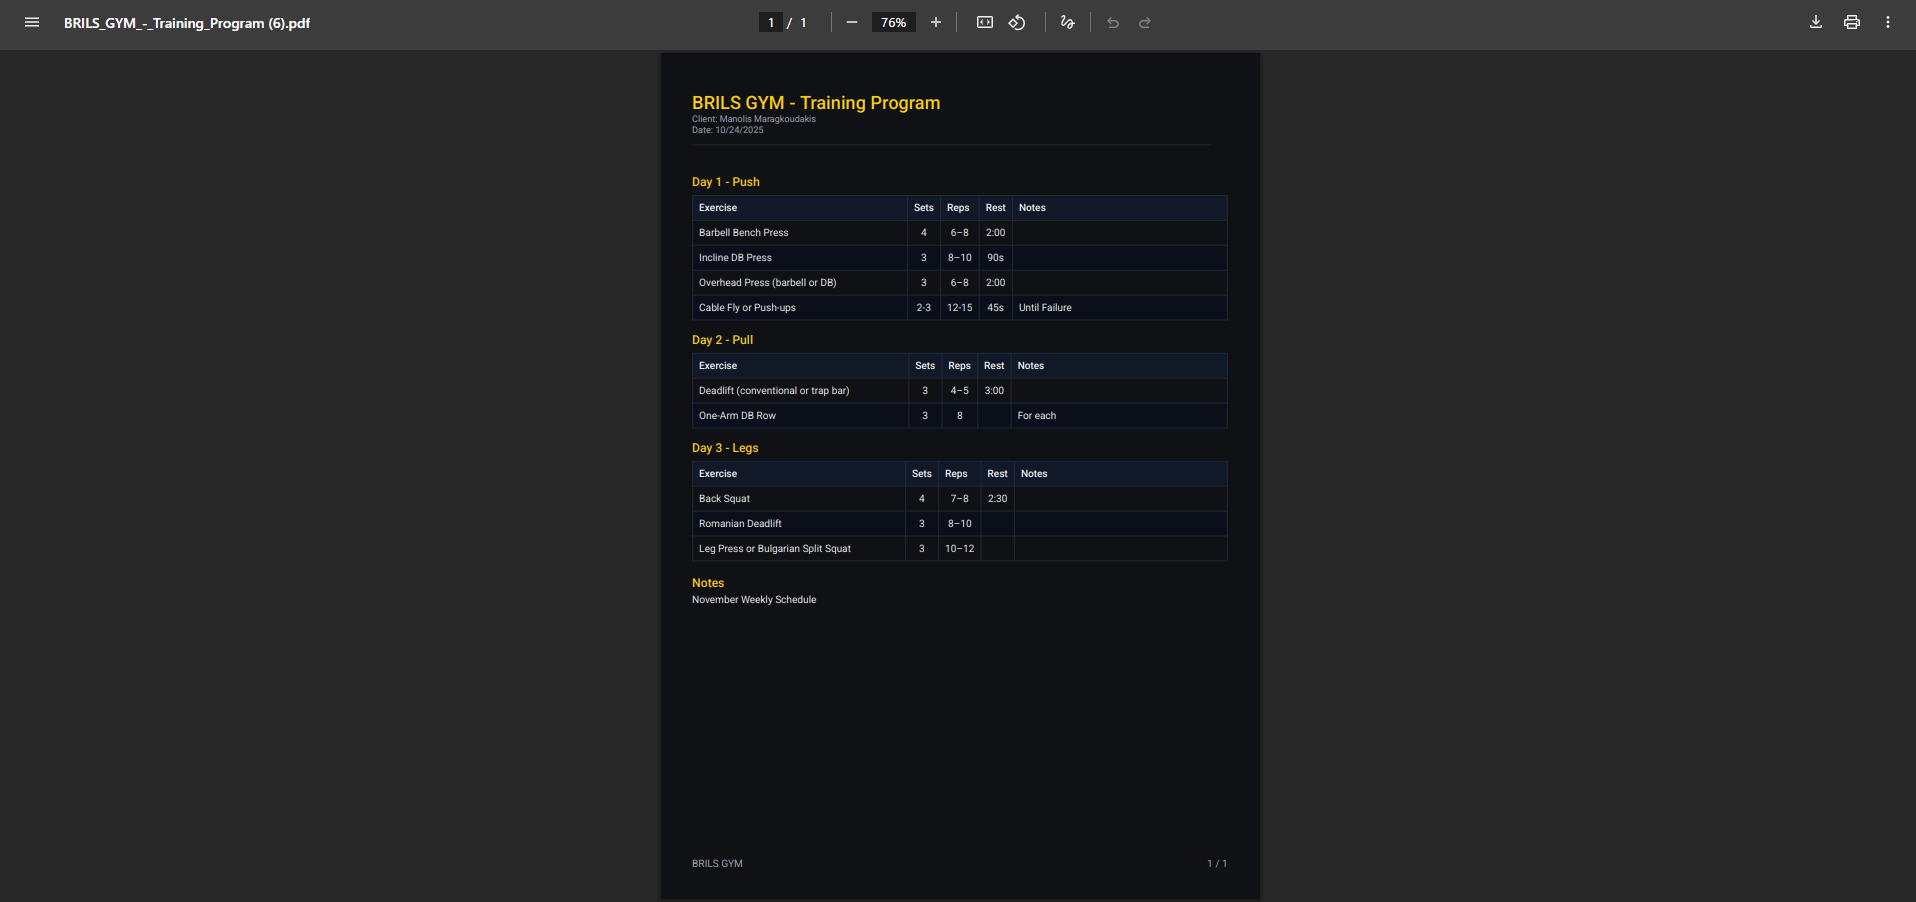 BRILS_GYM_-_Training_Program (6).pdf
1 / 1
76%
BRILS GYM - Training Program
Client: Manolis Maragkoudakis
Date: 10/24/2025
Day 1 - Push
Exercise Sets Reps Rest Notes
Barbell Bench Press 4 6–8 2:00
Incline DB Press 3 8–10 90s
Overhead Press (barbell or DB) 3 6–8 2:00
Cable Fly or Push-ups 2-3 12-15 45s Until Failure
Day 2 - Pull
Exercise Sets Reps Rest Notes
Deadlift (conventional or trap bar) 3 4–5 3:00
One-Arm DB Row 3 8 For each
Day 3 - Legs
Exercise Sets Reps Rest Notes
Back Squat 4 7–8 2:30
Romanian Deadlift 3 8–10
Leg Press or Bulgarian Split Squat 3 10–12
Notes
November Weekly Schedule
BRILS GYM 1 / 1